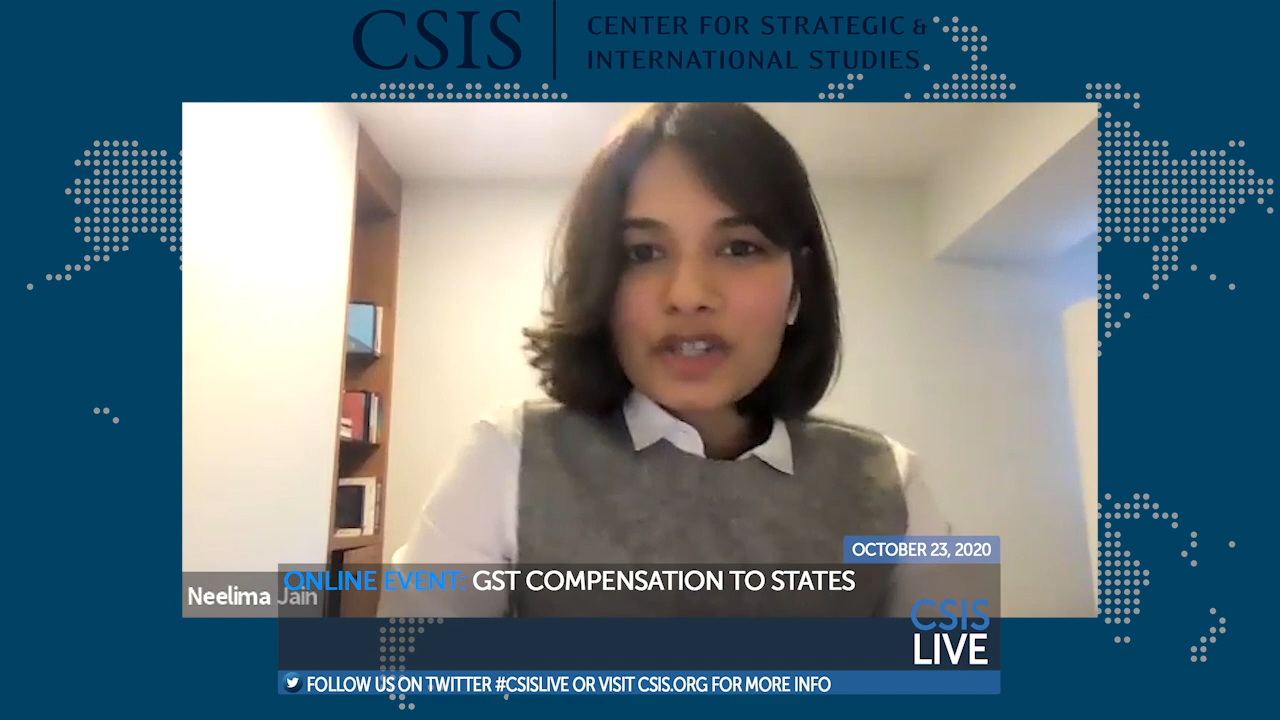 CSIS
CENTER FOR STRATEGIC &
INTERNATIONAL STUDIES
OCTOBER 23, 2020
ONLINE EVENT: GST COMPENSATION TO STATES
Neelima Jain
CSIS
LIVE
FOLLOW US ON TWITTER #CSISLIVE OR VISIT CSIS.ORG FOR MORE INFO